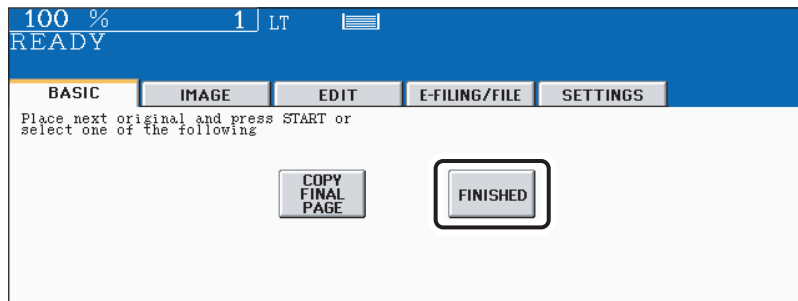 100 % 1 LT
READY
BASIC IMAGE EDIT E-FILING/FILE SETTINGS
Place next original and press START or
select one of the following
COPY
FINAL
PAGE
FINISHED